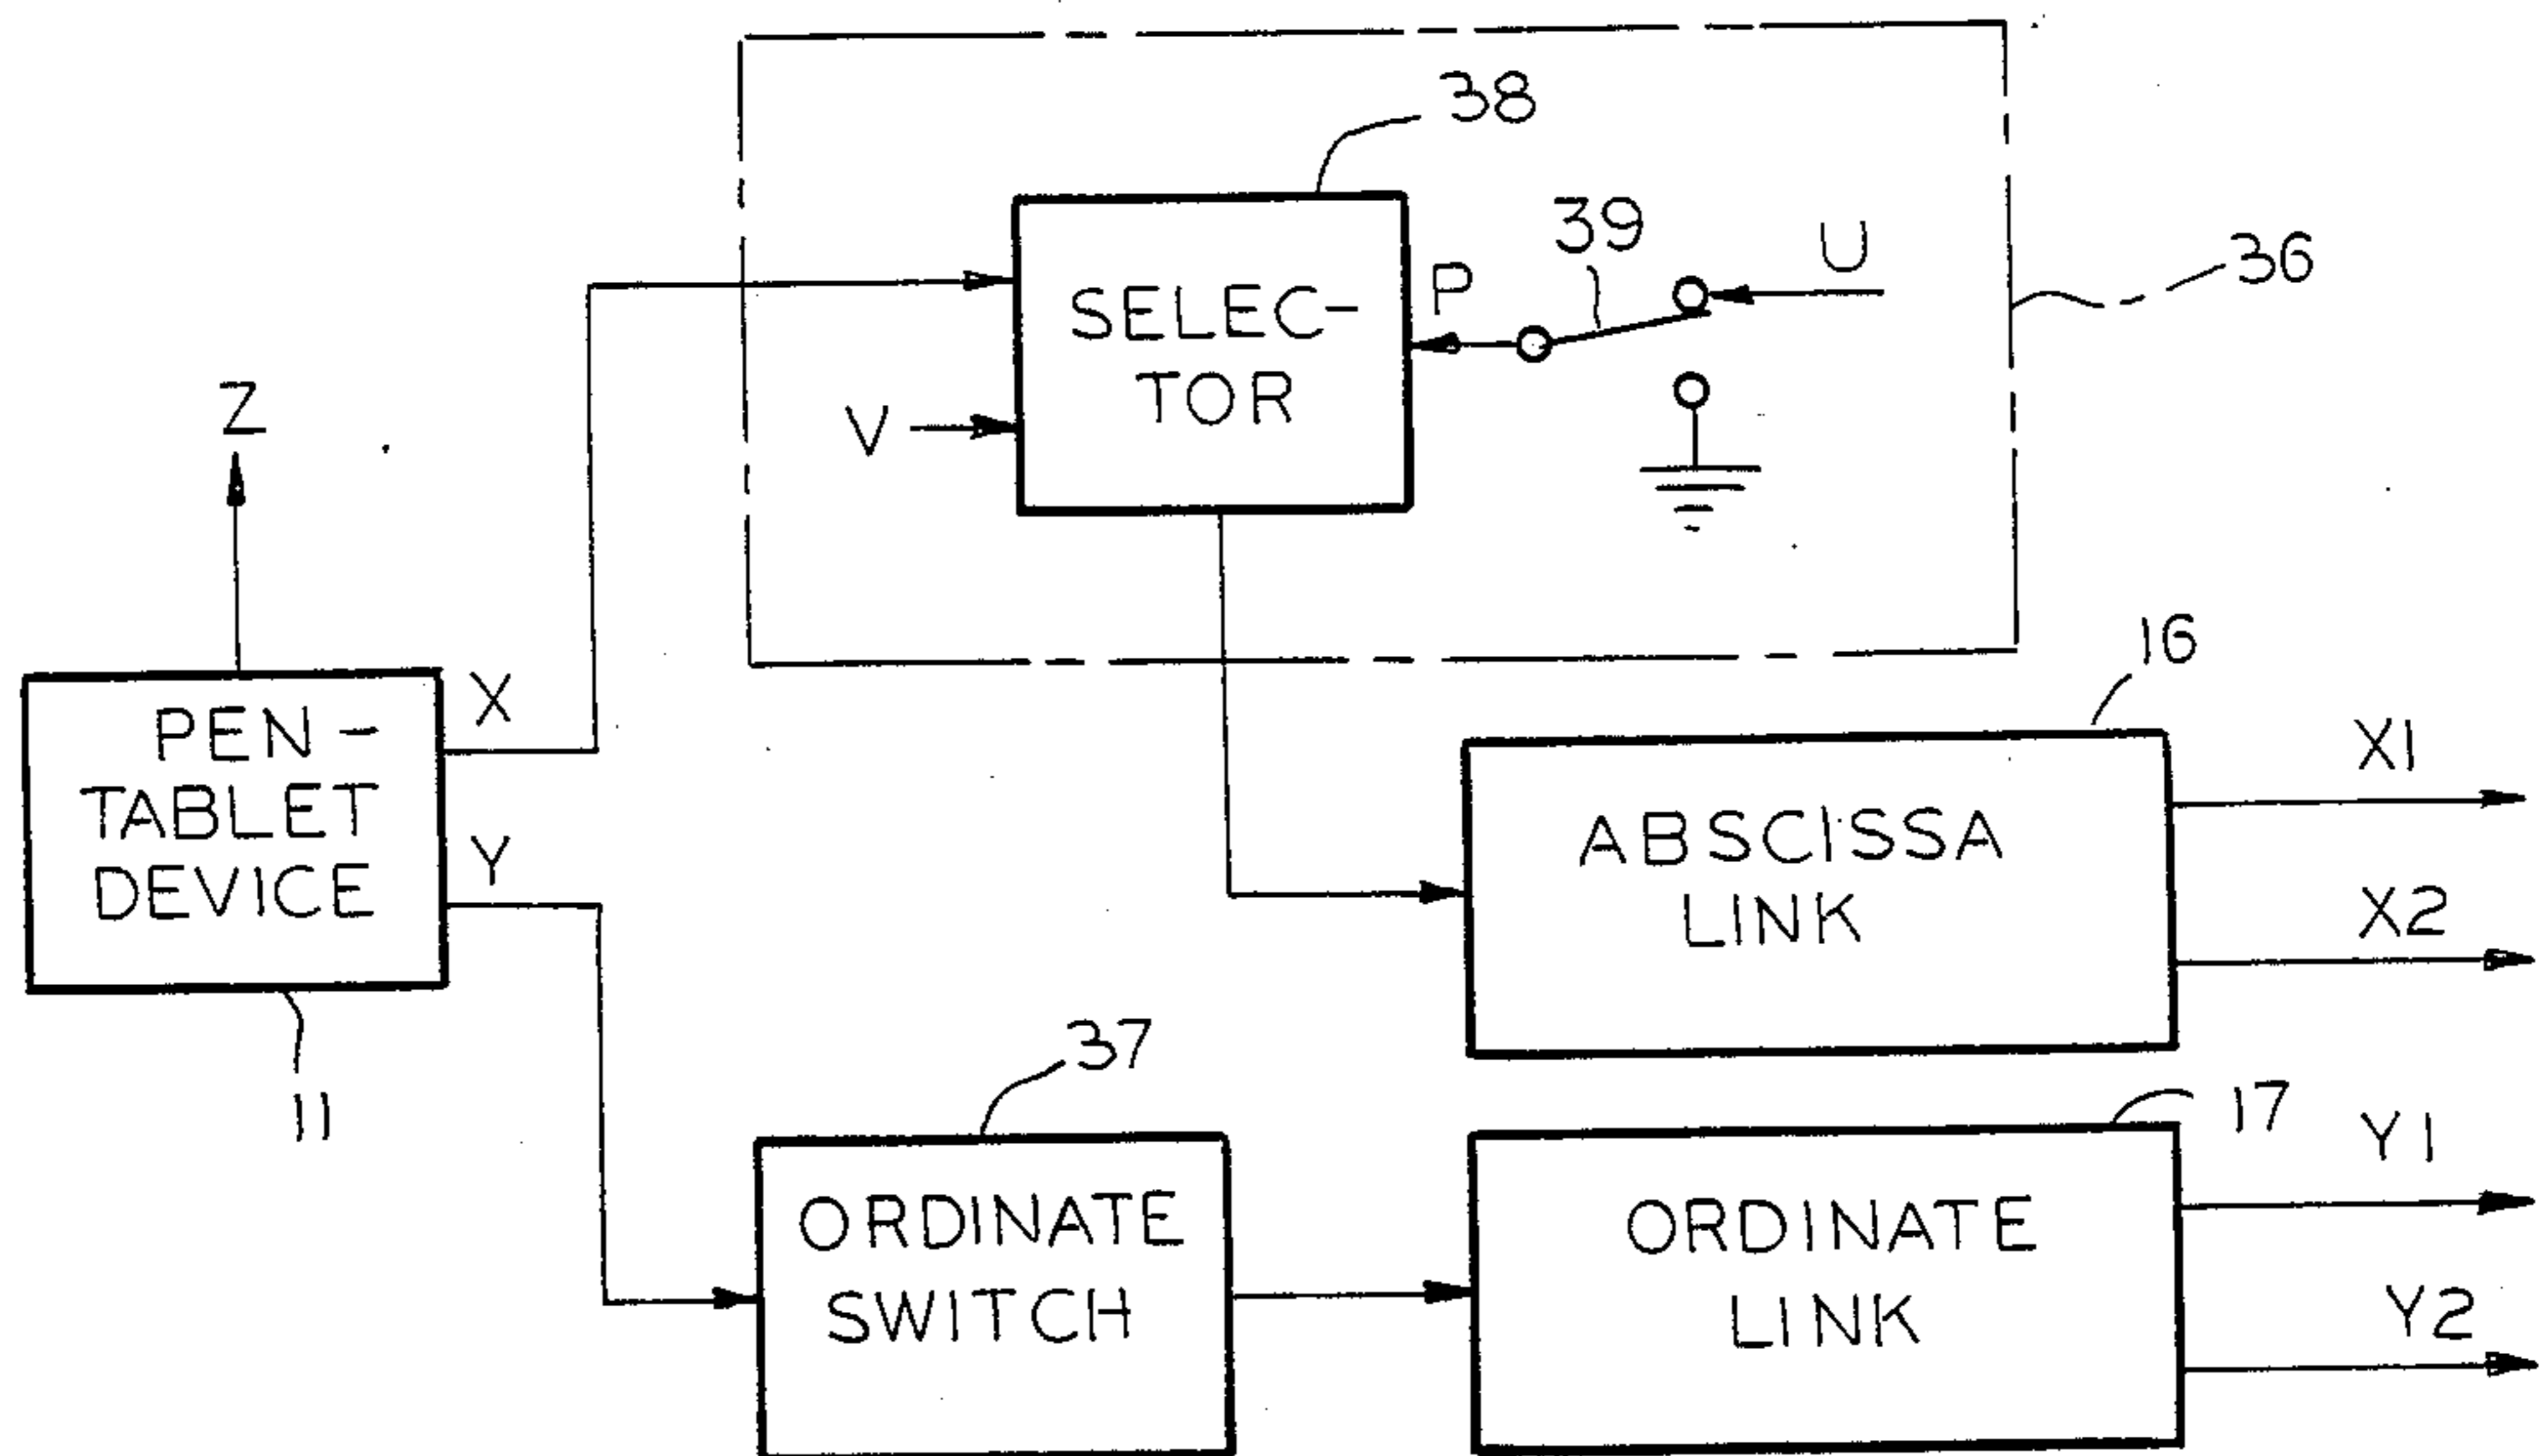 38
39
U
36
SELEC-
TOR
P
V
Z
X
Y
PEN-
TABLET
DEVICE
11
16
ABSCISSA
LINK
X1
X2
37
ORDINATE
SWITCH
17
ORDINATE
LINK
Y1
Y2